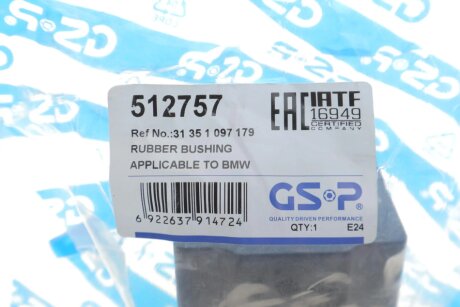 512757
Ref No.:31 35 1 097 179
RUBBER BUSHING
APPLICABLE TO BMW
6 922637 914724
EAC IATF
16949
CERTIFIED
COMPANY
GSP®
QUALITY DRIVEN PERFORMANCE
QTY:1 E24